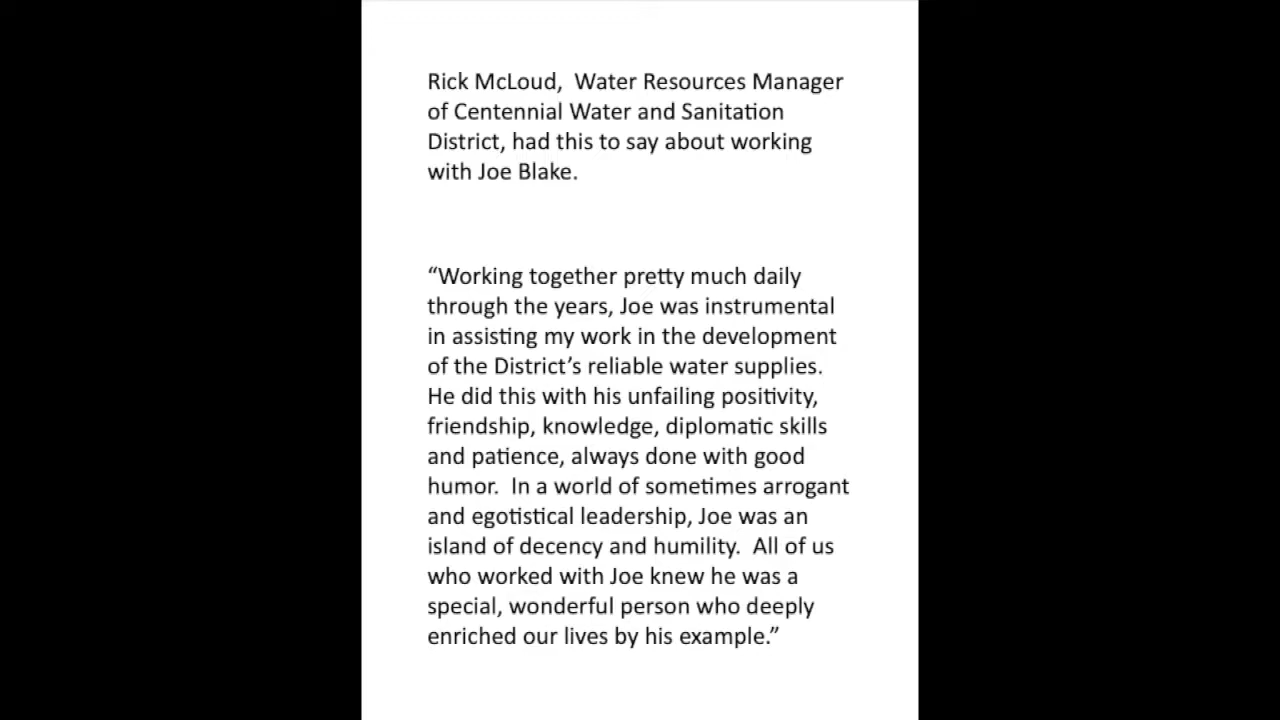 Rick McLoud,  Water Resources Manager
of Centennial Water and Sanitation
District, had this to say about working
with Joe Blake.
“Working together pretty much daily
through the years, Joe was instrumental
in assisting my work in the development
of the District’s reliable water supplies.
He did this with his unfailing positivity,
friendship, knowledge, diplomatic skills
and patience, always done with good
humor.  In a world of sometimes arrogant
and egotistical leadership, Joe was an
island of decency and humility.  All of us
who worked with Joe knew he was a
special, wonderful person who deeply
enriched our lives by his example.”